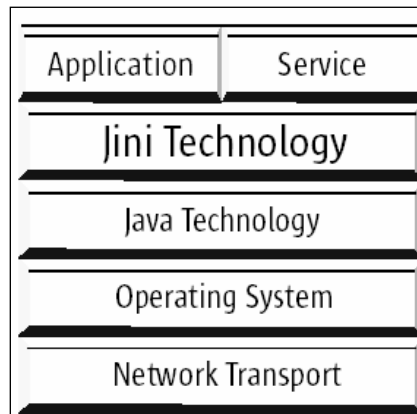 Application Service
Jini Technology
Java Technology
Operating System
Network Transport